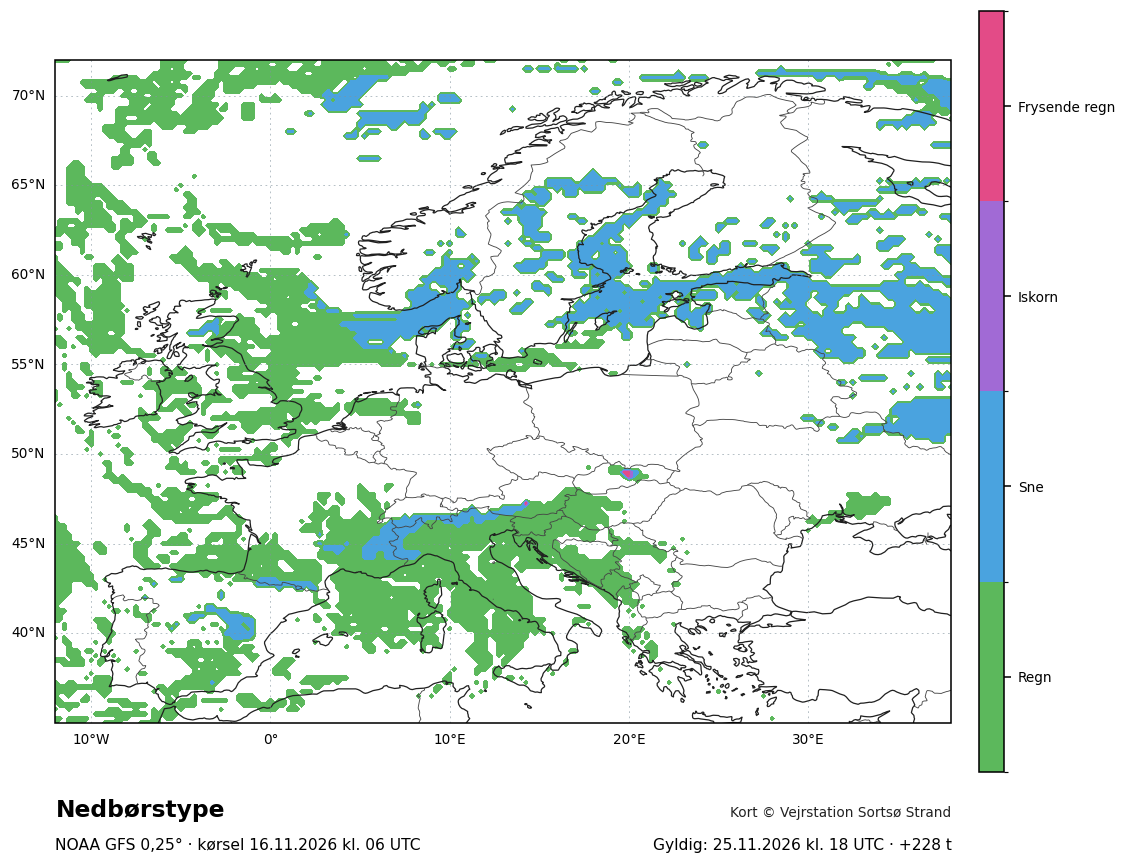 70°N
65°N
60°N
55°N
50°N
45°N
40°N
10°W
0°
10°E
20°E
30°E
Frysende regn
Iskorn
Sne
Regn
Nedbørstype
Kort © Vejrstation Sortsø Strand
NOAA GFS 0,25° · kørsel 16.11.2026 kl. 06 UTC
Gyldig: 25.11.2026 kl. 18 UTC · +228 t